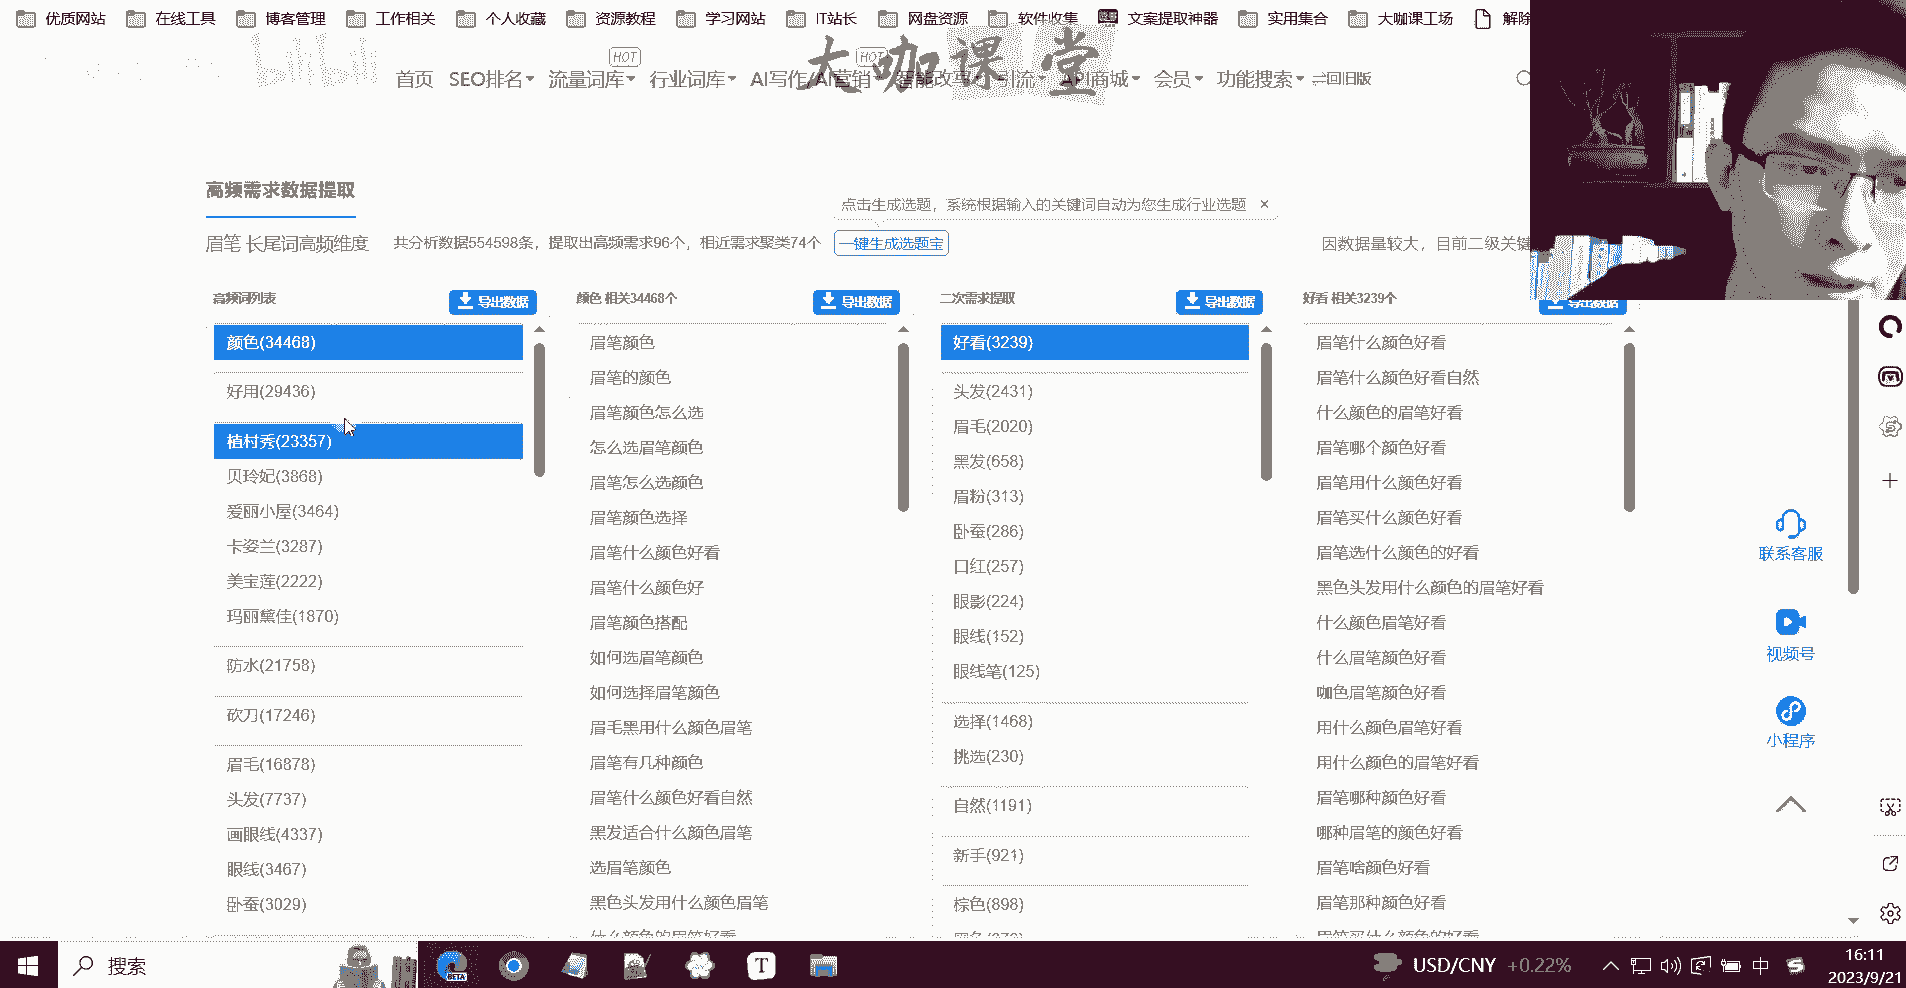 优质网站 在线工具 博客管理 工作相关 个人收藏 资源教程 学习网站 IT站长 网盘资源 软件收集 文案提取神器 实用集合 大咖课工场 解除
bilibili
大咖课堂
HOT HOT
首页 SEO排名 流量词库 行业词库 AI写作/AI营销 智能改写 引流 API商城 会员 功能搜索 回旧版
高频需求数据提取
点击生成选题，系统根据输入的关键词自动为您生成行业选题 ×
眉笔 长尾词高频维度 共分析数据554598条，提取出高频需求96个，相近需求聚类74个 一键生成选题宝 因数据量较大，目前二级关键
高频词列表 导出数据
颜色(34468)
好用(29436)
植村秀(23357)
贝玲妃(3868)
爱丽小屋(3464)
卡姿兰(3287)
美宝莲(2222)
玛丽黛佳(1870)
防水(21758)
砍刀(17246)
眉毛(16878)
头发(7737)
画眼线(4337)
眼线(3467)
卧蚕(3029)
颜色 相关34468个 导出数据
眉笔颜色
眉笔的颜色
眉笔颜色怎么选
怎么选眉笔颜色
眉笔怎么选颜色
眉笔颜色选择
眉笔什么颜色好看
眉笔什么颜色好
眉笔颜色搭配
如何选眉笔颜色
如何选择眉笔颜色
眉毛黑用什么颜色眉笔
眉笔有几种颜色
眉笔什么颜色好看自然
黑发适合什么颜色眉笔
选眉笔颜色
黑色头发用什么颜色眉笔
什么颜色的眉笔好看
二次需求提取 导出数据
好看(3239)
头发(2431)
眉毛(2020)
黑发(658)
眉粉(313)
卧蚕(286)
口红(257)
眼影(224)
眼线(152)
眼线笔(125)
选择(1468)
挑选(230)
自然(1191)
新手(921)
棕色(898)
好看 相关3239个 导出数据
眉笔什么颜色好看
眉笔什么颜色好看自然
什么颜色的眉笔好看
眉笔哪个颜色好看
眉笔用什么颜色好看
眉笔买什么颜色好看
眉笔选什么颜色的好看
黑色头发用什么颜色的眉笔好看
什么颜色眉笔好看
什么眉笔颜色好看
咖色眉笔颜色好看
用什么颜色眉笔好看
用什么颜色的眉笔好看
眉笔哪种颜色好看
哪种眉笔的颜色好看
眉笔啥颜色好看
眉笔那种颜色好看
眉笔买什么颜色的好看
联系客服
视频号
小程序
搜索
BETA
T
USD/CNY +0.22%
中
16:11
2023/9/21